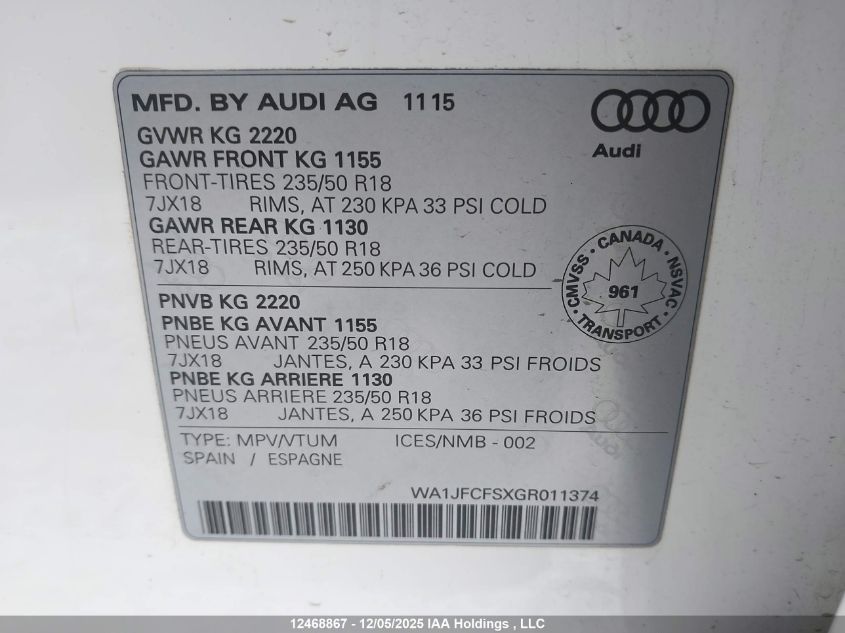 MFD. BY AUDI AG 11 15
Audi
GVWR KG 2220
GAWR FRONT KG 1155
FRONT-TIRES 235/50 R18
7JX18 RIMS, AT 230 KPA 33 PSI COLD
GAWR REAR KG 1130
REAR-TIRES 235/50 R18
7JX18 RIMS, AT 250 KPA 36 PSI COLD
CMVSS • CANADA • NSVAC
961
• TRANSPORT •
PNVB KG 2220
PNBE KG AVANT 1155
PNEUS AVANT 235/50 R18
7JX18 JANTES, A 230 KPA 33 PSI FROIDS
PNBE KG ARRIERE 1130
PNEUS ARRIERE 235/50 R18
7JX18 JANTES, A 250 KPA 36 PSI FROIDS
Audi
TYPE: MPV/VTUM ICES/NMB - 002
SPAIN / ESPAGNE
WA1JFCFSXGR011374
12468867 - 12/05/2025 IAA Holdings , LLC